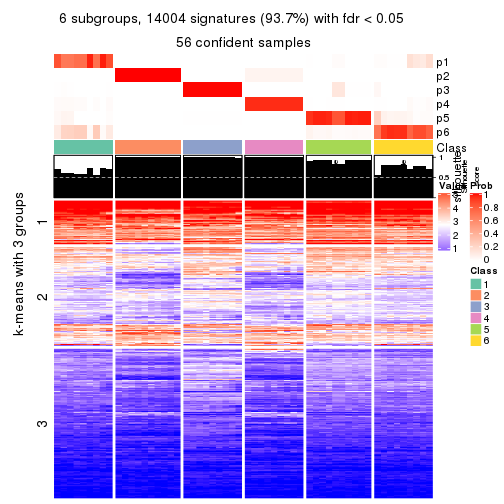 6 subgroups, 14004 signatures (93.7%) with fdr < 0.05
56 confident samples
p1
p2
p3
p4
p5
p6
Class
1
0.5
silhouette
score
k-means with 3 groups
1
2
3
Value
4
3
2
1
Prob
1
0.8
0.6
0.4
0.2
0
Class
1
2
3
4
5
6